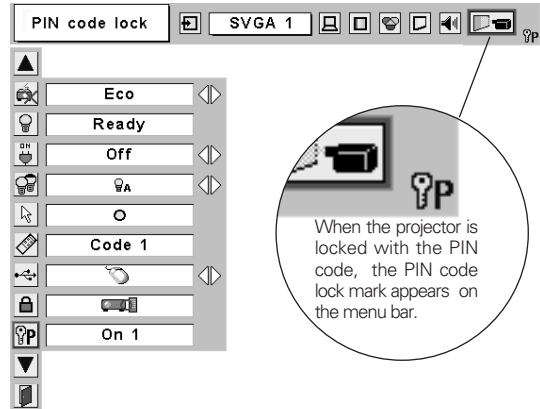 PIN code lock SVGA 1 P
Eco
Ready
ON
Off
A
Code 1
P On 1
P
When the projector is
locked with the PIN
code, the PIN code
lock mark appears on
the menu bar.